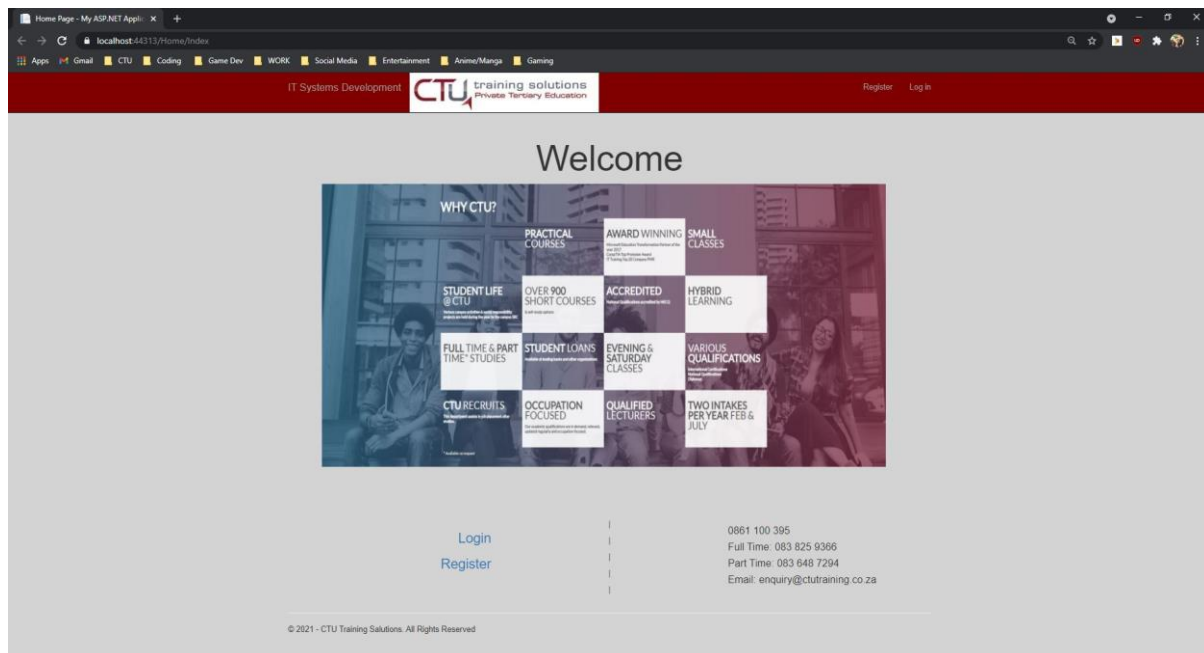 Home Page - My ASP.NET Applic
localhost:44313/Home/Index
Apps Gmail CTU Coding Game Dev WORK Social Media Entertainment Anime/Manga Gaming
IT Systems Development
CTU training solutions
Private Tertiary Education
Register Log in
Welcome
WHY CTU?
PRACTICAL
COURSES
AWARD WINNING
SMALL
CLASSES
STUDENT LIFE
@CTU
OVER 900
SHORT COURSES
ACCREDITED
HYBRID
LEARNING
FULL TIME & PART
TIME* STUDIES
STUDENT LOANS
EVENING &
SATURDAY
CLASSES
VARIOUS
QUALIFICATIONS
International Certifications
National Qualifications
CTU RECRUITS
OCCUPATION
FOCUSED
QUALIFIED
LECTURERS
TWO INTAKES
PER YEAR FEB &
JULY
Login
Register
0861 100 395
Full Time: 083 825 9366
Part Time: 083 648 7294
Email: enquiry@ctutraining.co.za
© 2021 - CTU Training Salutions. All Rights Reserved